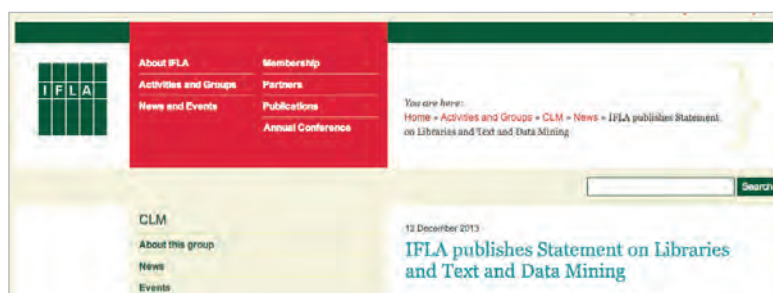 IFLA
About IFLA
Activities and Groups
News and Events
Membership
Partners
Publications
Annual Conference
You are here:
Home » Activities and Groups » CLM » News » IFLA publishes Statement
on Libraries and Text and Data Mining
Search
CLM
About this group
News
Events
12 December 2013
IFLA publishes Statement on Libraries
and Text and Data Mining